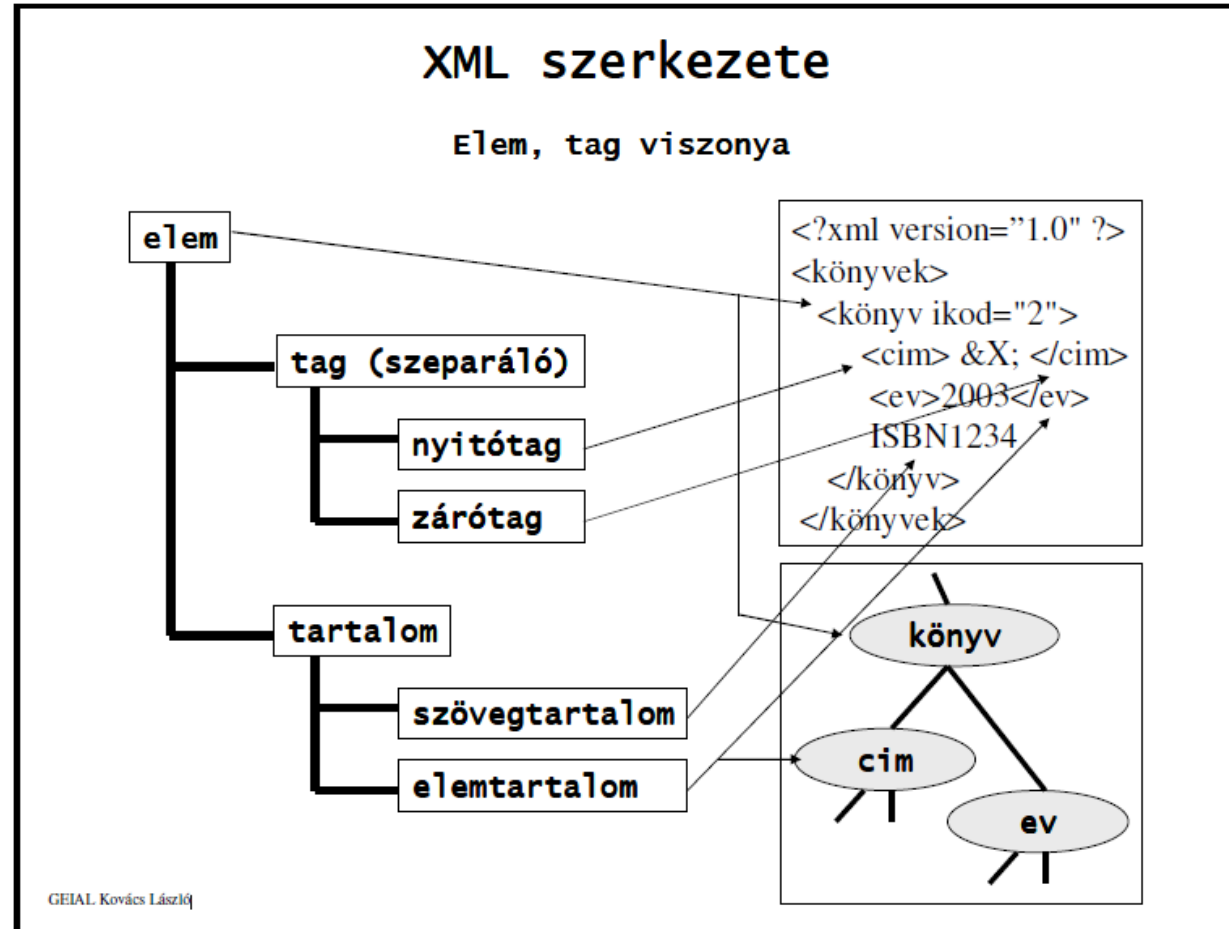 XML szerkezete
Elem, tag viszonya
elem
tag (szeparáló)
nyitótag
zárótag
tartalom
szövegtartalom
elemtartalom
<?xml version=”1.0" ?>
<könyvek>
<könyv ikod="2">
<cim> &X; </cim>
<ev>2003</ev>
ISBN1234
</könyv>
</könyvek>
könyv
cim
ev
GEIAL Kovács László